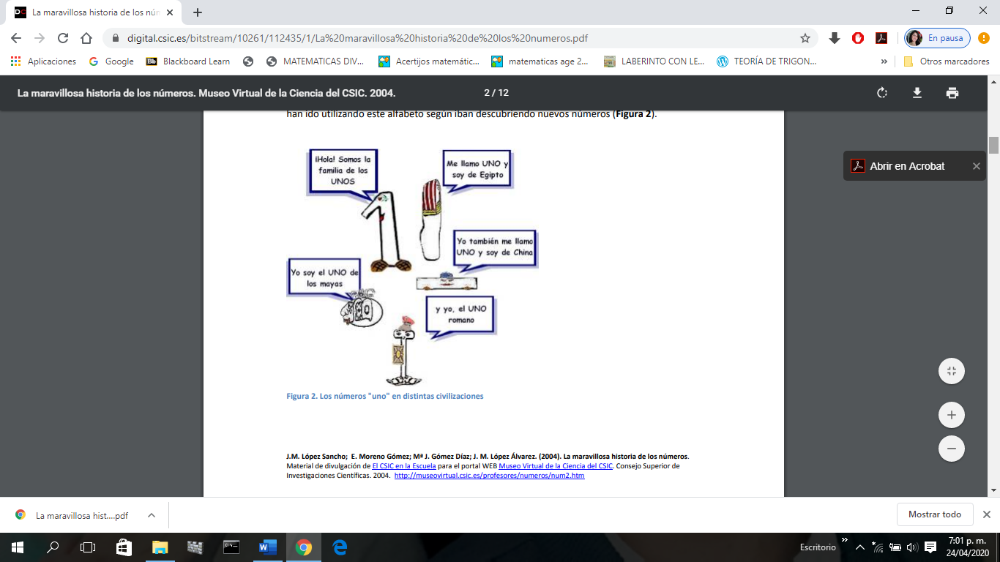 La maravillosa historia de los nún
digital.csic.es/bitstream/10261/112435/1/La%20maravillosa%20historia%20de%20los%20numeros.pdf
En pausa
Aplicaciones
Google
Bb
Blackboard Learn
MATEMATICAS DIV...
Acertijos matemátic...
matematicas age 2...
LABERINTO CON LE...
TEORÍA DE TRIGON...
»
Otros marcadores
La maravillosa historia de los números. Museo Virtual de la Ciencia del CSIC. 2004.
2 / 12
han ido utilizando este alfabeto según iban descubriendo nuevos números (Figura 2).
Abrir en Acrobat
¡Hola! Somos la
familia de los
UNOS
Me llamo UNO y
soy de Egipto
Yo también me llamo
UNO y soy de China
Yo soy el UNO de
los mayas
y yo, el UNO
romano
Figura 2. Los números "uno" en distintas civilizaciones
J.M. López Sancho; E. Moreno Gómez; Mª J. Gómez Díaz; J. M. López Álvarez. (2004). La maravillosa historia de los números.
Material de divulgación de El CSIC en la Escuela para el portal WEB Museo Virtual de la Ciencia del CSIC. Consejo Superior de
Investigaciones Científicas. 2004. http://museovirtual.csic.es/profesores/numeros/num2.htm
La maravillosa hist....pdf
Mostrar todo
Escritorio
»
7:01 p. m.
24/04/2020